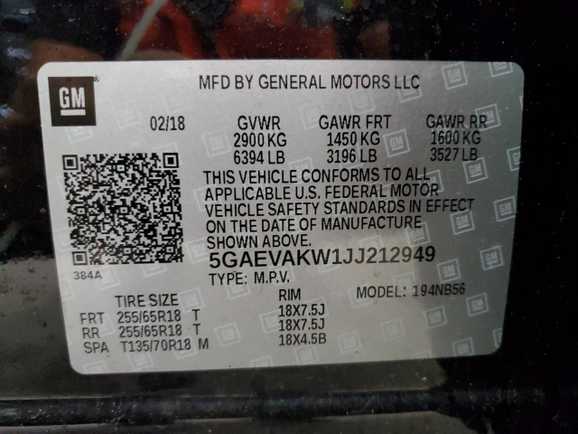 GM
MFD BY GENERAL MOTORS LLC
02/18 GVWR GAWR FRT GAWR RR
2900 KG 1450 KG 1600 KG
6394 LB 3196 LB 3527 LB
THIS VEHICLE CONFORMS TO ALL
APPLICABLE U.S. FEDERAL MOTOR
VEHICLE SAFETY STANDARDS IN EFFECT
ON THE DATE OF MANUFACTURE
384A
5GAEVAKW1JJ212949
TYPE: M.P.V.
TIRE SIZE RIM MODEL: 194NB56
FRT 255/65R18 T 18X7.5J
RR 255/65R18 T 18X7.5J
SPA T135/70R18 M 18X4.5B